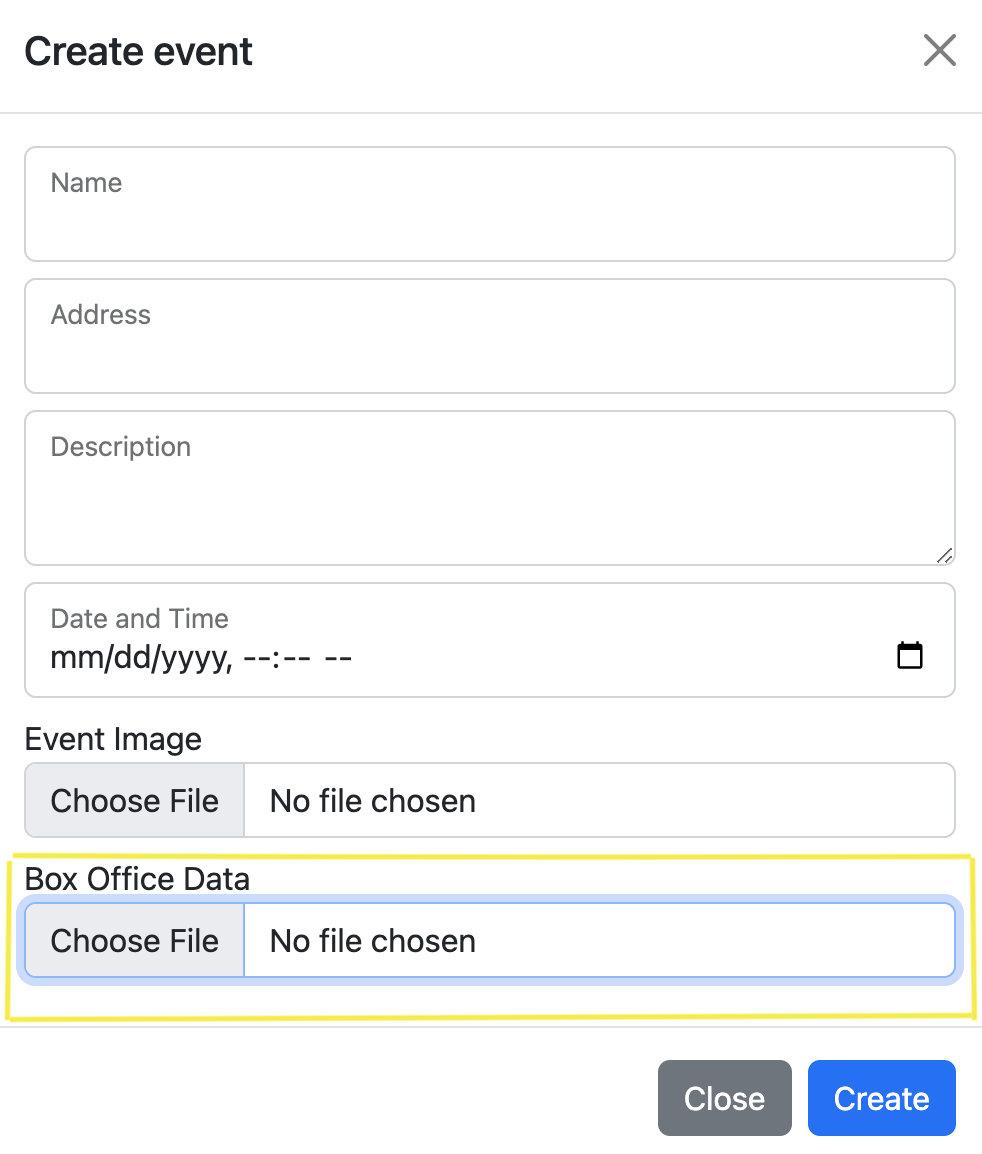 Create event
Name
Address
Description
Date and Time
mm/dd/yyyy, --:-- --
Event Image
Choose File No file chosen
Box Office Data
Choose File No file chosen
Close Create